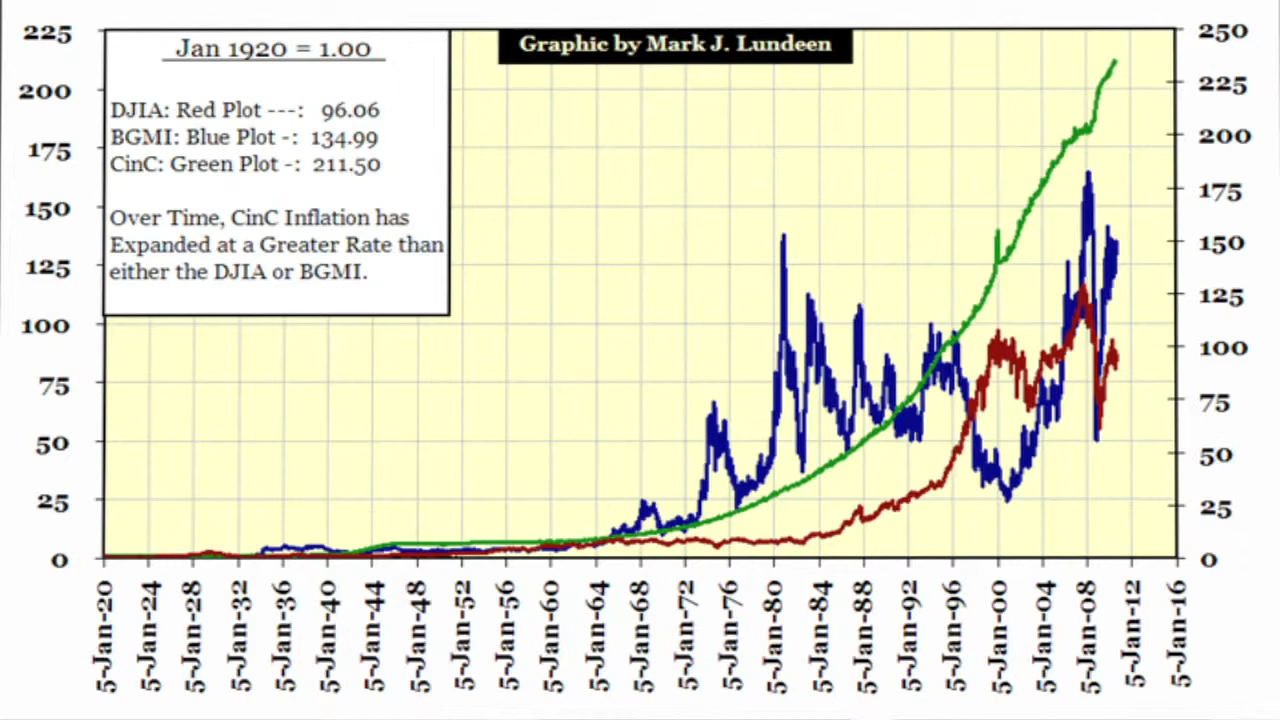 Graphic by Mark J. Lundeen
Jan 1920 = 1.00
DJIA: Red Plot ---: 96.06
BGMI: Blue Plot -: 134.99
CinC: Green Plot -: 211.50
Over Time, CinC Inflation has
Expanded at a Greater Rate than
either the DJIA or BGMI.
225
200
175
150
125
100
75
50
25
0
250
225
200
175
150
125
100
75
50
25
0
5-Jan-20
5-Jan-24
5-Jan-28
5-Jan-32
5-Jan-36
5-Jan-40
5-Jan-44
5-Jan-48
5-Jan-52
5-Jan-56
5-Jan-60
5-Jan-64
5-Jan-68
5-Jan-72
5-Jan-76
5-Jan-80
5-Jan-84
5-Jan-88
5-Jan-92
5-Jan-96
5-Jan-00
5-Jan-04
5-Jan-08
5-Jan-12
5-Jan-16